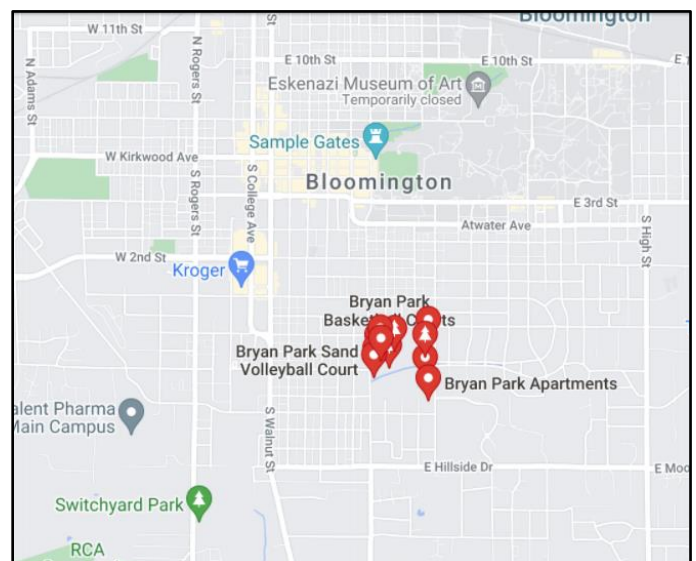 Bloomington
W 11th St
N Rogers St
N Adams St
E 10th St
E 10th St
Eskenazi Museum of Art
Temporarily closed
Sample Gates
W Kirkwood Ave
Bloomington
S College Ave
S Rogers St
E 3rd St
Atwater Ave
S High St
W 2nd St
Kroger
Bryan Park
Basketball Courts
Bryan Park Sand
Volleyball Court
Bryan Park Apartments
alent Pharma
Main Campus
S Walnut St
E Hillside Dr
E Moo
Switchyard Park
RCA